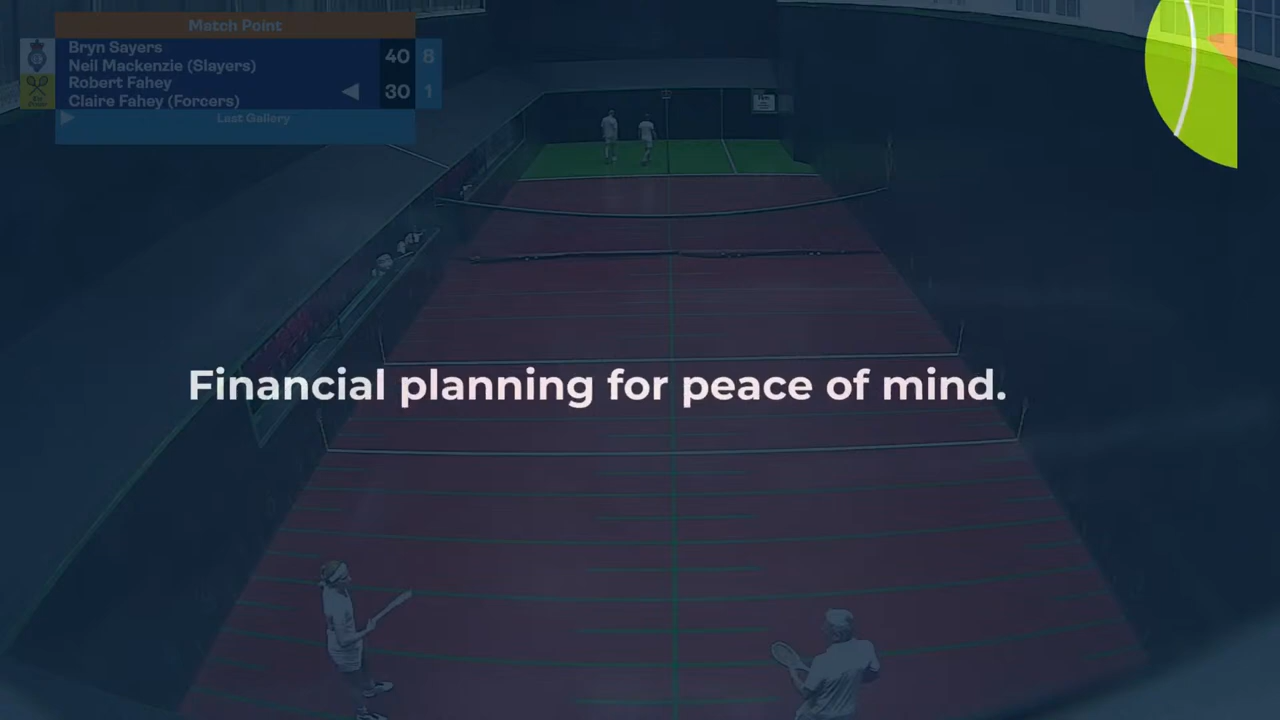 Match Point
Bryn Sayers
Neil Mackenzie (Slayers)
40 8
Robert Fahey
Claire Fahey (Forcers)
30 1
Last Gallery
Financial planning for peace of mind.